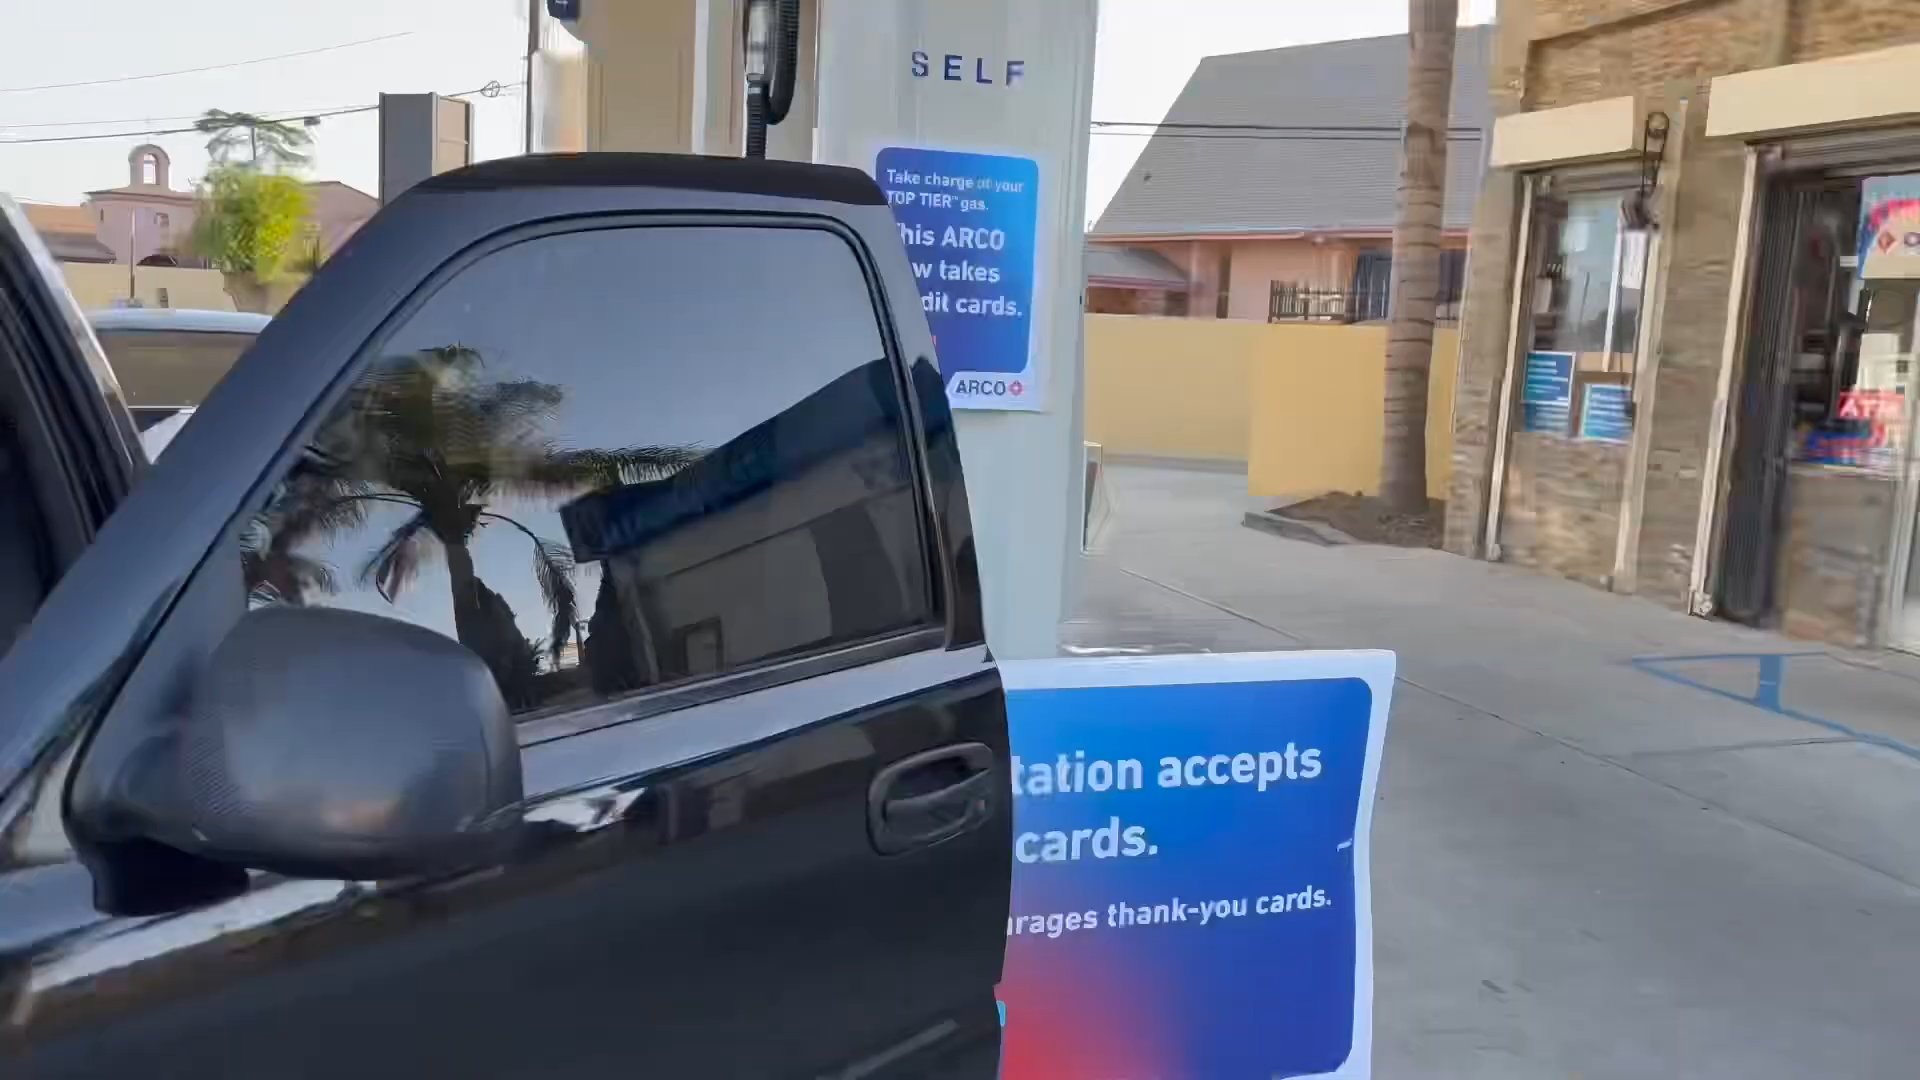 SELF
Take charge of your
TOP TIER™ gas.
his ARCO
w takes
dit cards.
ARCO
tation accepts
cards.
urages thank-you cards.
ATM